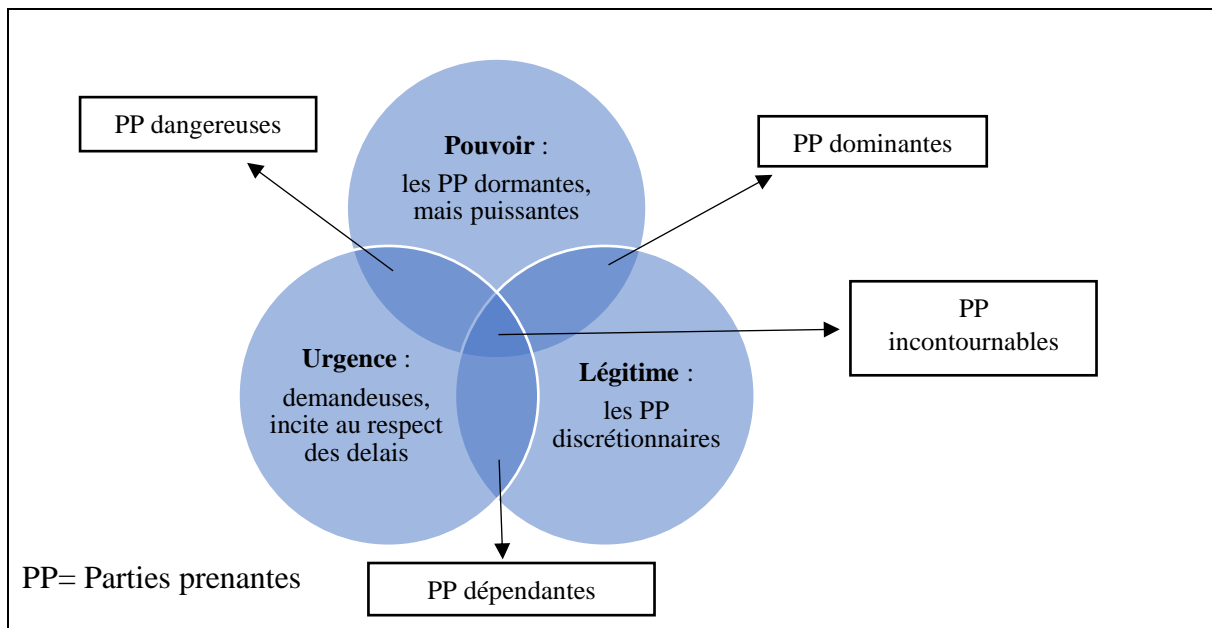 PP dangereuses
Pouvoir :
les PP dormantes,
mais puissantes
PP dominantes
PP
incontournables
Urgence :
demandeuses,
incite au respect
des delais
Légitime :
les PP
discrétionnaires
PP= Parties prenantes
PP dépendantes